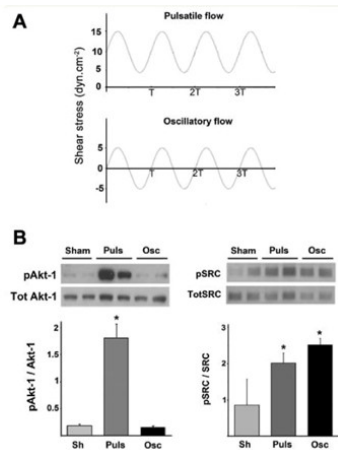 A
Pulsatile flow
Shear stress (dyn.cm⁻²)
15
10
5
0
T 2T 3T
Oscillatory flow
5
0
-5
T 2T 3T
B
Sham Puls Osc
pAkt-1
Tot Akt-1
pAkt-1 / Akt-1
2
1.5
1
0.5
*
Sh Puls Osc
Sham Puls Osc
pSRC
TotSRC
pSRC / SRC
3
2
1
* *
Sh Puls Osc